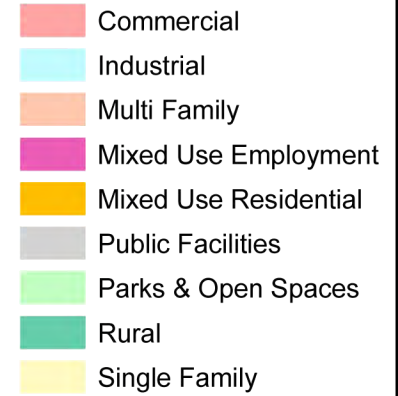 Commercial
Industrial
Multi Family
Mixed Use Employment
Mixed Use Residential
Public Facilities
Parks & Open Spaces
Rural
Single Family